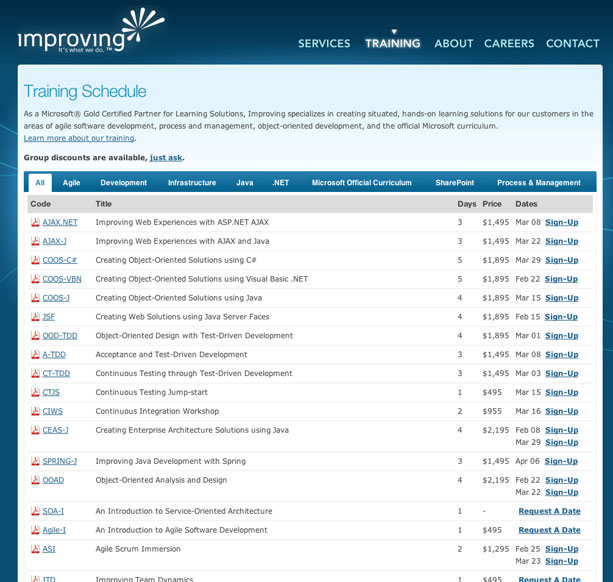 improving
It's what we do.™
SERVICES TRAINING ABOUT CAREERS CONTACT
Training Schedule
As a Microsoft® Gold Certified Partner for Learning Solutions, Improving specializes in creating situated, hands-on learning solutions for our customers in the
areas of agile software development, process and management, object-oriented development, and the official Microsoft curriculum.
Learn more about our training.
Group discounts are available, just ask.
All Agile Development Infrastructure Java .NET Microsoft Official Curriculum SharePoint Process & Management
Code Title Days Price Dates
AJAX.NET Improving Web Experiences with ASP.NET AJAX 3 $1,495 Mar 08 Sign-Up
AJAX-J Improving Web Experiences with AJAX and Java 3 $1,495 Mar 22 Sign-Up
COOS-C# Creating Object-Oriented Solutions using C# 5 $1,895 Mar 29 Sign-Up
COOS-VBN Creating Object-Oriented Solutions using Visual Basic .NET 5 $1,895 Feb 22 Sign-Up
COOS-J Creating Object-Oriented Solutions using Java 4 $1,895 Mar 15 Sign-Up
JSF Creating Web Solutions using Java Server Faces 4 $1,895 Feb 15 Sign-Up
OOD-TDD Object-Oriented Design with Test-Driven Development 4 $1,895 Mar 01 Sign-Up
A-TDD Acceptance and Test-Driven Development 3 $1,495 Mar 08 Sign-Up
CT-TDD Continuous Testing through Test-Driven Development 3 $1,495 Mar 03 Sign-Up
CTJS Continuous Testing Jump-start 1 $495 Mar 15 Sign-Up
CIWS Continuous Integration Workshop 2 $955 Mar 16 Sign-Up
CEAS-J Creating Enterprise Architecture Solutions using Java 4 $2,195 Feb 08 Sign-Up
Mar 29 Sign-Up
SPRING-J Improving Java Development with Spring 3 $1,495 Apr 06 Sign-Up
OOAD Object-Oriented Analysis and Design 4 $2,195 Feb 22 Sign-Up
Mar 22 Sign-Up
SOA-I An Introduction to Service-Oriented Architecture 1 - Request A Date
Agile-I An Introduction to Agile Software Development 1 $495 Request A Date
ASI Agile Scrum Immersion 2 $1,295 Feb 25 Sign-Up
Mar 23 Sign-Up
ITD Improving Team Dynamics 1 $495 Request A Date